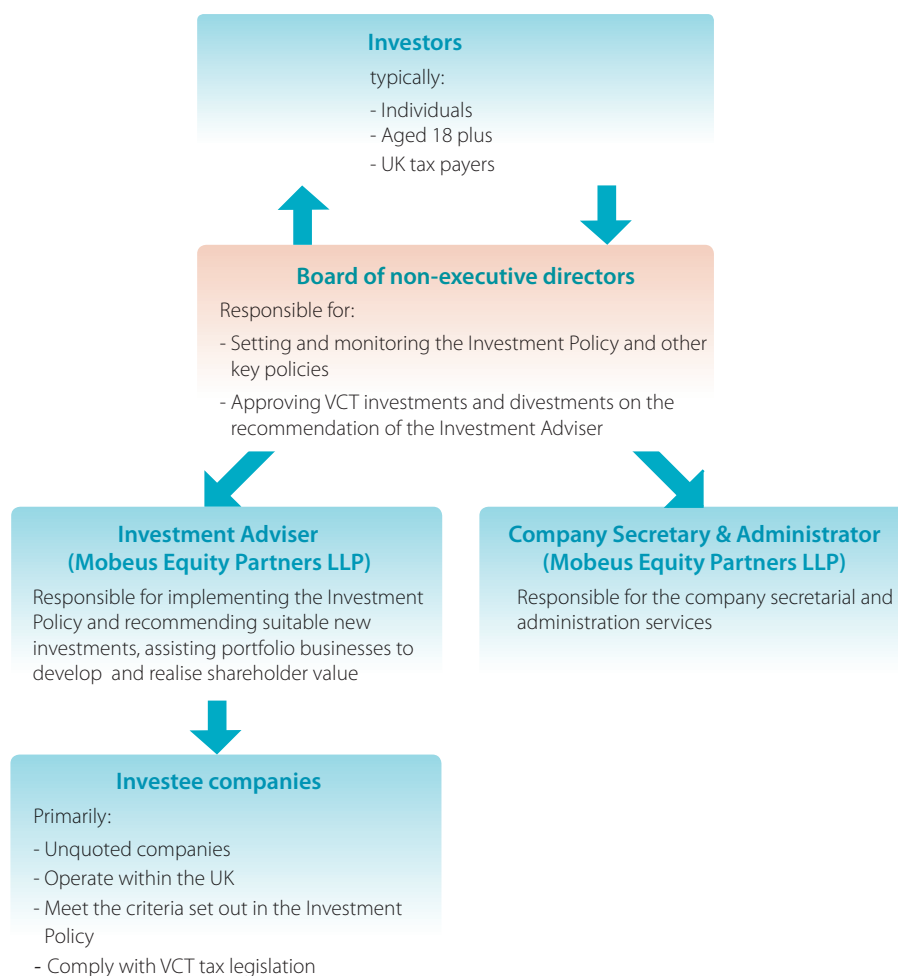 Investors
typically:
- Individuals
- Aged 18 plus
- UK tax payers
Board of non-executive directors
Responsible for:
- Setting and monitoring the Investment Policy and other
key policies
- Approving VCT investments and divestments on the
recommendation of the Investment Adviser
Investment Adviser
(Mobeus Equity Partners LLP)
Responsible for implementing the Investment
Policy and recommending suitable new
investments, assisting portfolio businesses to
develop and realise shareholder value
Company Secretary & Administrator
(Mobeus Equity Partners LLP)
Responsible for the company secretarial and
administration services
Investee companies
Primarily:
- Unquoted companies
- Operate within the UK
- Meet the criteria set out in the Investment
Policy
- Comply with VCT tax legislation